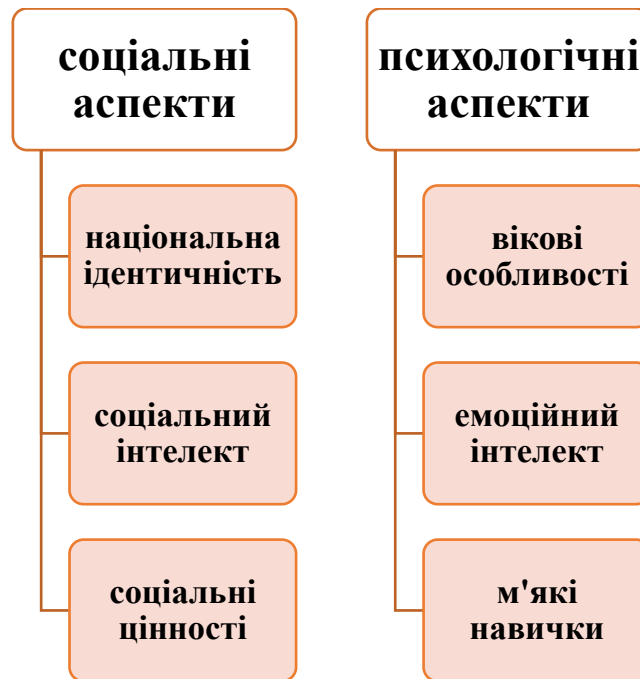 соціальні
аспекти
національна
ідентичність
соціальний
інтелект
соціальні
цінності
психологічні
аспекти
вікові
особливості
емоційний
інтелект
м'які
навички